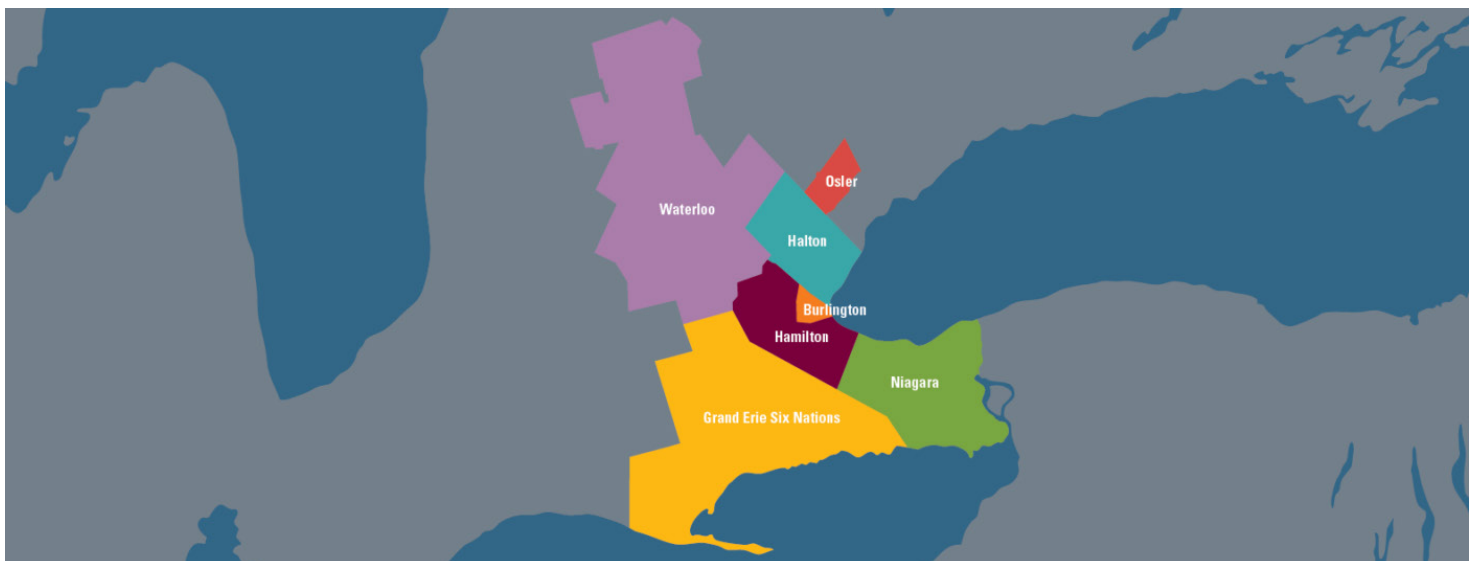 Osler
Waterloo
Halton
Burlington
Hamilton
Niagara
Grand Erie Six Nations